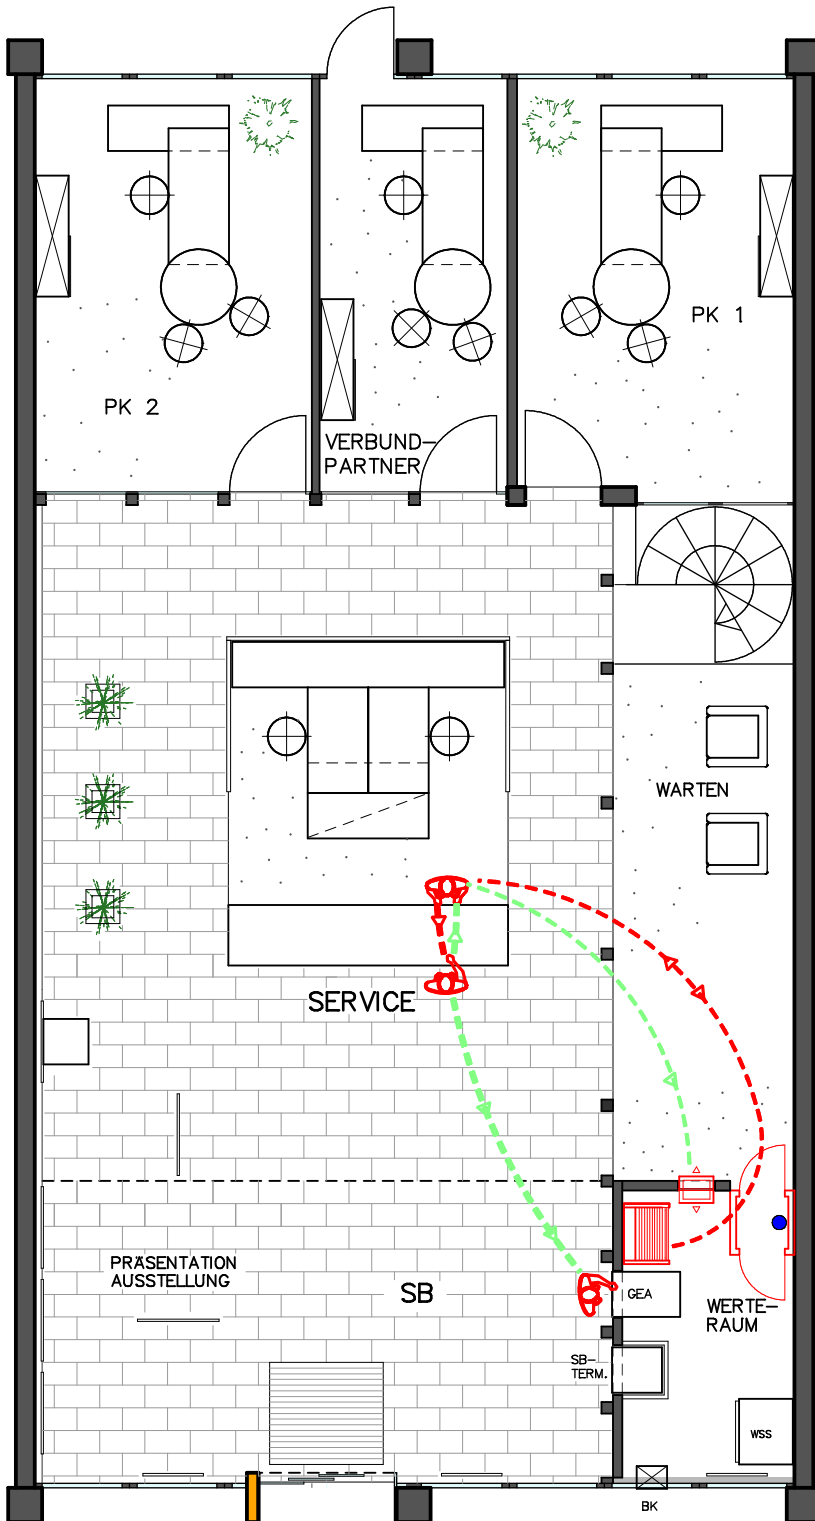 PK 1
PK 2
VERBUND-
PARTNER
WARTEN
SERVICE
PRÄSENTATION
AUSSTELLUNG
SB
GEA
WERTE-
RAUM
SB-
TERM.
WSS
BK